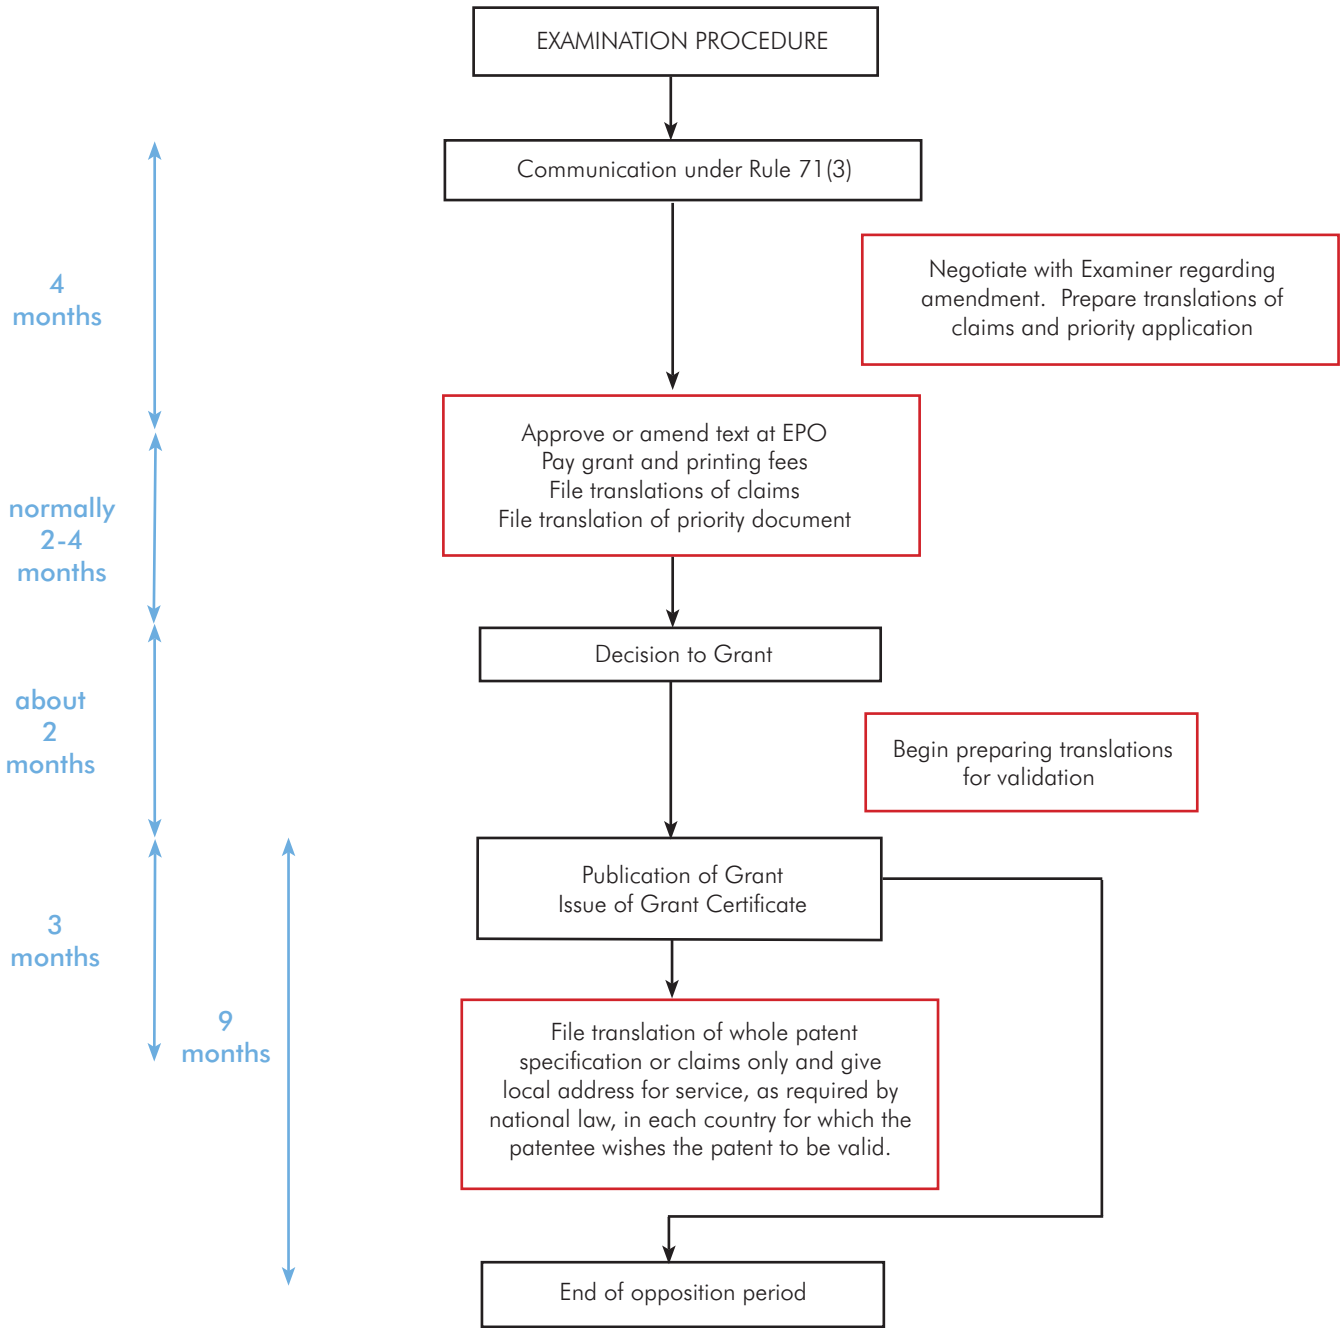 EXAMINATION PROCEDURE
Communication under Rule 71(3)
4
months
Negotiate with Examiner regarding
amendment.  Prepare translations of
claims and priority application
Approve or amend text at EPO
Pay grant and printing fees
File translations of claims
File translation of priority document
normally
2-4
months
Decision to Grant
about
2
months
Begin preparing translations
for validation
Publication of Grant
Issue of Grant Certificate
3
months
9
months
File translation of whole patent
specification or claims only and give
local address for service, as required by
national law, in each country for which the
patentee wishes the patent to be valid.
End of opposition period